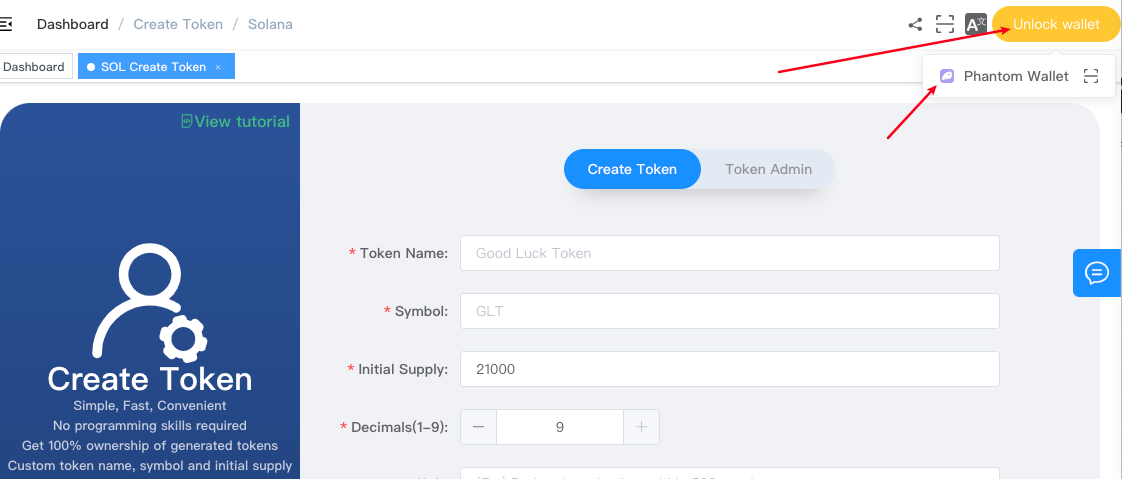 Dashboard / Create Token / Solana
Unlock wallet
Dashboard
SOL Create Token ×
Phantom Wallet
View tutorial
Create Token
Token Admin
* Token Name: Good Luck Token
* Symbol: GLT
* Initial Supply: 21000
* Decimals(1-9): 9
Create Token
Simple, Fast, Convenient
No programming skills required
Get 100% ownership of generated tokens
Custom token name, symbol and initial supply